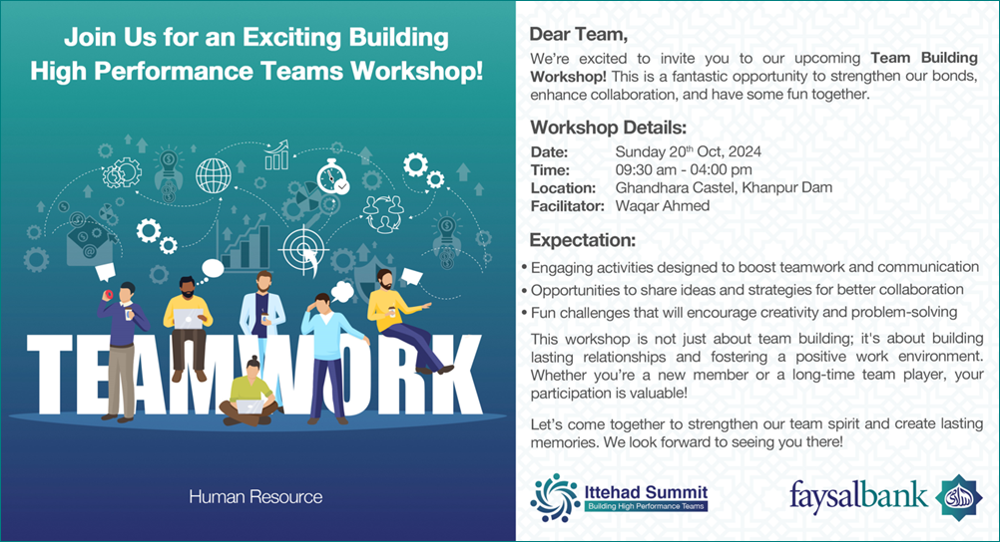 Join Us for an Exciting Building
High Performance Teams Workshop!
TEAMWORK
Human Resource
Dear Team,
We're excited to invite you to our upcoming Team Building
Workshop! This is a fantastic opportunity to strengthen our bonds,
enhance collaboration, and have some fun together.
Workshop Details:
Date: Sunday 20th Oct, 2024
Time: 09:30 am - 04:00 pm
Location: Ghandhara Castel, Khanpur Dam
Facilitator: Waqar Ahmed
Expectation:
• Engaging activities designed to boost teamwork and communication
• Opportunities to share ideas and strategies for better collaboration
• Fun challenges that will encourage creativity and problem-solving
This workshop is not just about team building; it's about building
lasting relationships and fostering a positive work environment.
Whether you're a new member or a long-time team player, your
participation is valuable!
Let's come together to strengthen our team spirit and create lasting
memories. We look forward to seeing you there!
Ittehad Summit
Building High Performance Teams
faysalbank